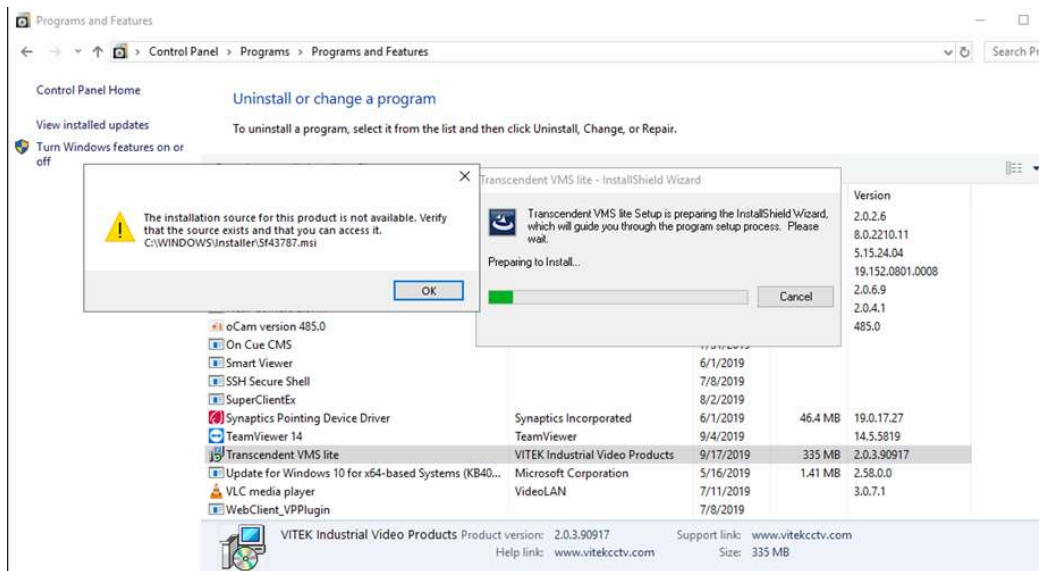 Programs and Features
Control Panel > Programs > Programs and Features
Search Pr
Control Panel Home
View installed updates
Turn Windows features on or
off
Uninstall or change a program
To uninstall a program, select it from the list and then click Uninstall, Change, or Repair.
The installation source for this product is not available. Verify
that the source exists and that you can access it.
C:\WINDOWS\Installer\5f43787.msi
OK
Transcendent VMS lite - InstallShield Wizard
Transcendent VMS lite Setup is preparing the InstallShield Wizard,
which will guide you through the program setup process. Please
wait.
Preparing to Install...
Cancel
Version
2.0.2.6
8.0.2210.11
5.15.24.04
19.152.0801.0008
2.0.6.9
2.0.4.1
oCam version 485.0 485.0
On Cue CMS
Smart Viewer 6/1/2019
SSH Secure Shell 7/8/2019
SuperClientEx 8/2/2019
Synaptics Pointing Device Driver Synaptics Incorporated 6/1/2019 46.4 MB 19.0.17.27
TeamViewer 14 TeamViewer 9/4/2019 14.5.5819
Transcendent VMS lite VITEK Industrial Video Products 9/17/2019 335 MB 2.0.3.90917
Update for Windows 10 for x64-based Systems (KB40... Microsoft Corporation 5/16/2019 1.41 MB 2.58.0.0
VLC media player VideoLAN 7/11/2019 3.0.7.1
WebClient_VPPlugin 7/8/2019
VITEK Industrial Video Products Product version: 2.0.3.90917 Support link: www.vitekcctv.com
Help link: www.vitekcctv.com Size: 335 MB